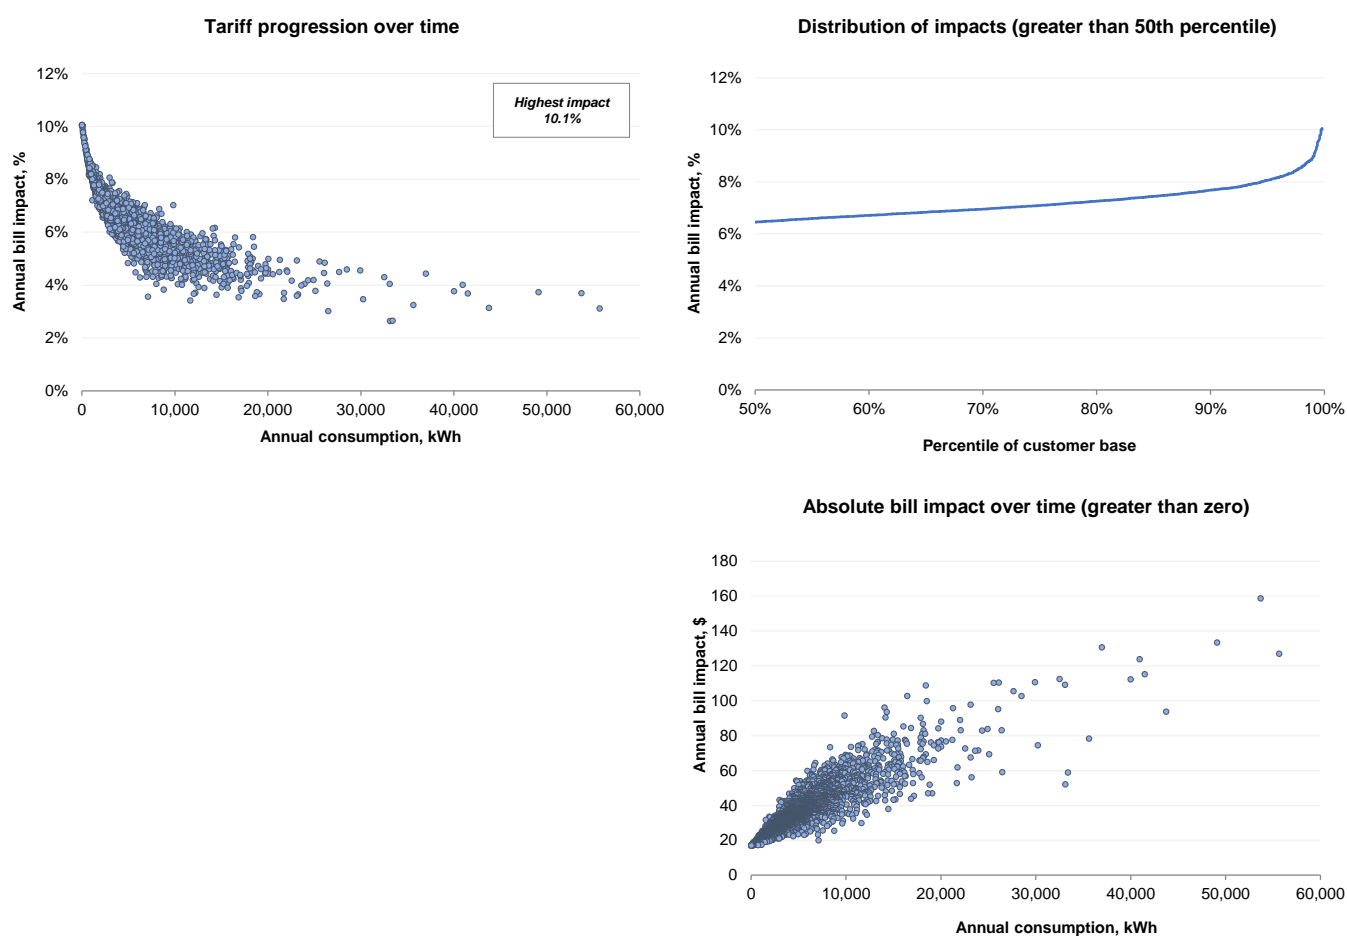 Tariff progression over time
12%
10%
8%
6%
4%
2%
0%
Annual bill impact, %
Highest impact
10.1%
0 10,000 20,000 30,000 40,000 50,000 60,000
Annual consumption, kWh
Distribution of impacts (greater than 50th percentile)
12%
10%
8%
6%
4%
2%
0%
Annual bill impact, %
50% 60% 70% 80% 90% 100%
Percentile of customer base
Absolute bill impact over time (greater than zero)
180
160
140
120
100
80
60
40
20
0
Annual bill impact, $
0 10,000 20,000 30,000 40,000 50,000 60,000
Annual consumption, kWh